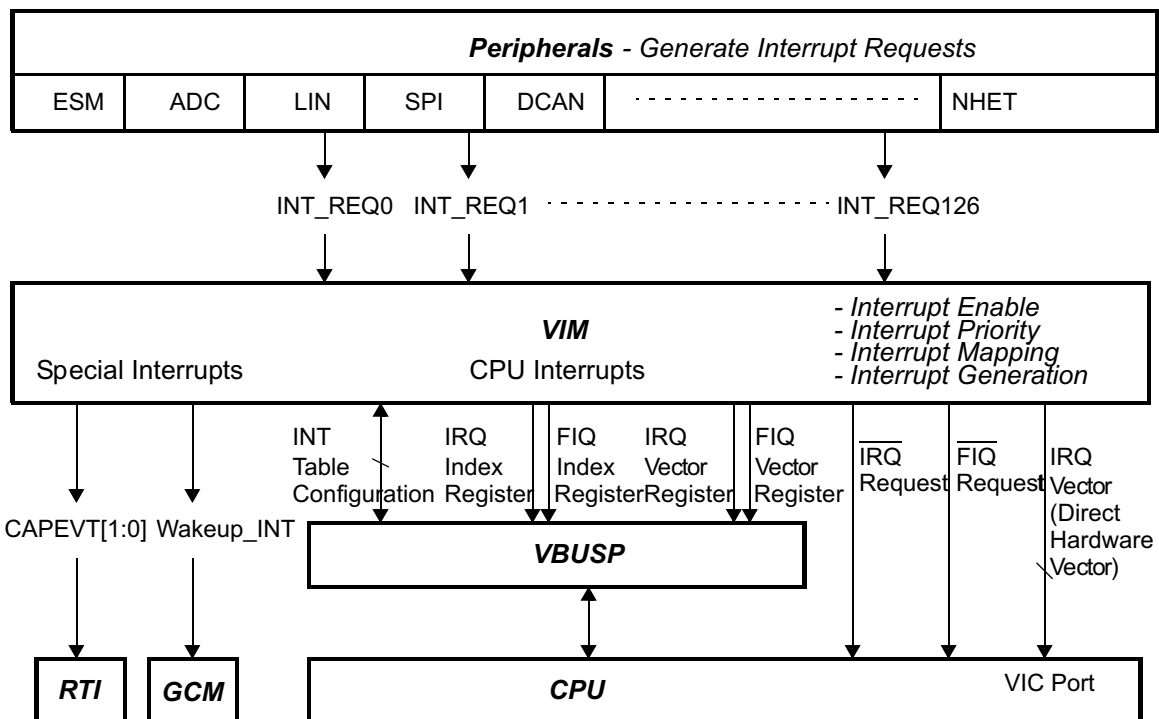 Peripherals - Generate Interrupt Requests
ESM ADC LIN SPI DCAN NHET
INT_REQ0 INT_REQ1 INT_REQ126
VIM
- Interrupt Enable
- Interrupt Priority
- Interrupt Mapping
- Interrupt Generation
Special Interrupts
CPU Interrupts
INT
Table
Configuration
IRQ
Index
Register
FIQ
Index
Register
IRQ
Vector
Register
FIQ
Vector
Register
IRQ
Request
FIQ
Request
IRQ
Vector
(Direct
Hardware
Vector)
CAPEVT[1:0] Wakeup_INT
VBUSP
RTI
GCM
CPU
VIC Port